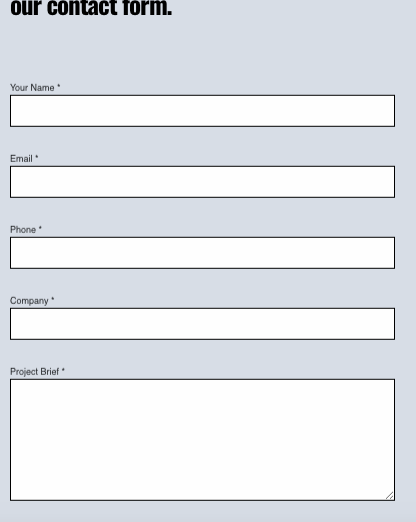 our contact form.
Your Name *
Email *
Phone *
Company *
Project Brief *